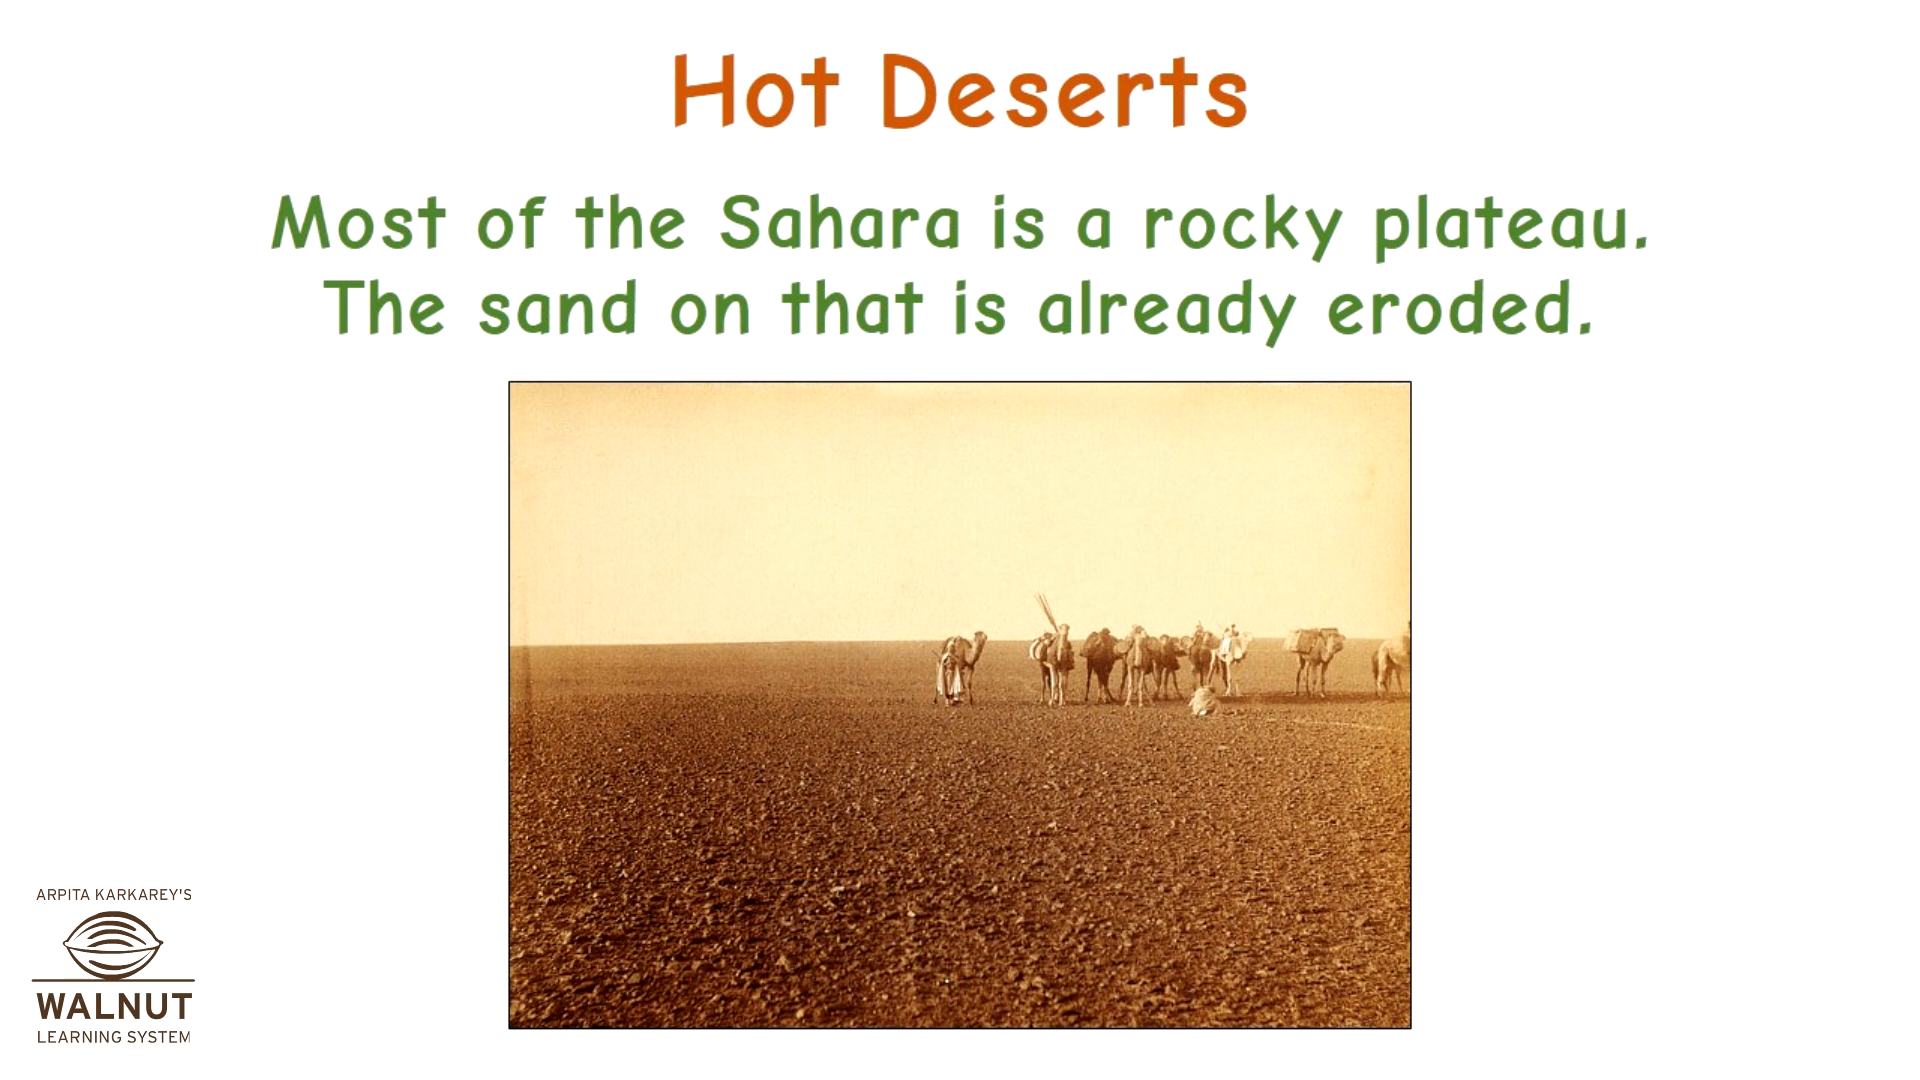 Hot Deserts
Most of the Sahara is a rocky plateau.
The sand on that is already eroded.
ARPITA KARKAREY'S
WALNUT
LEARNING SYSTEM